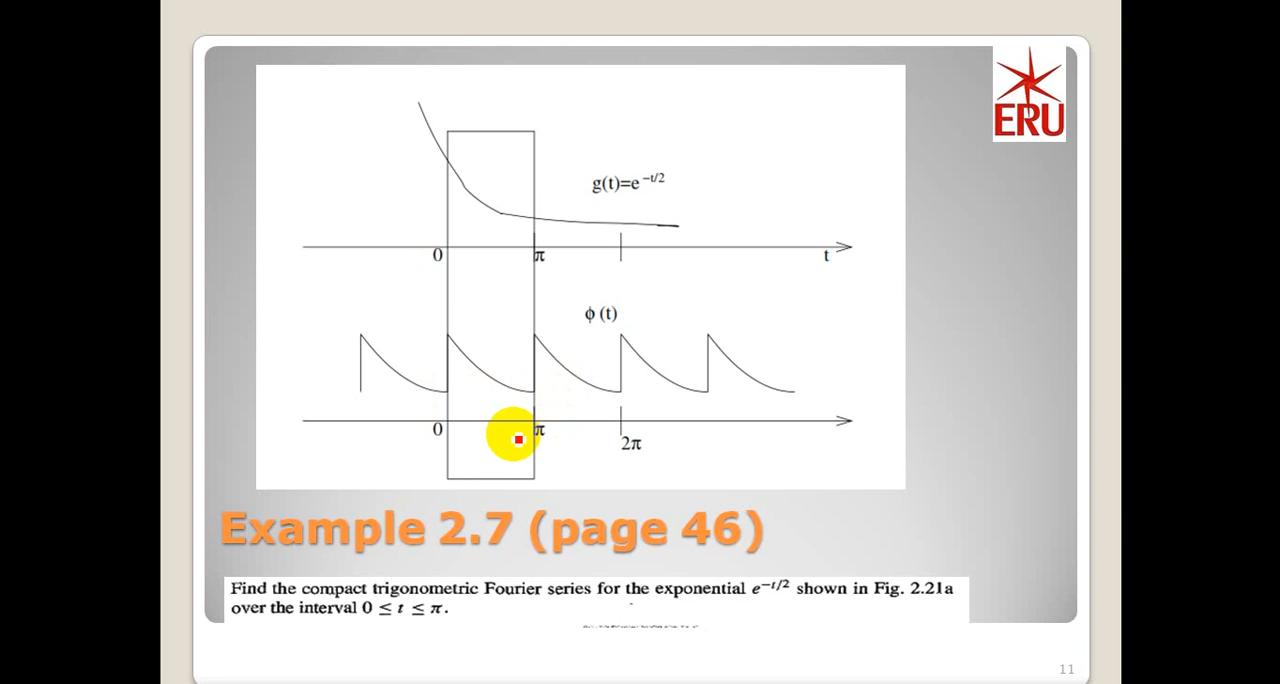 ERU
g(t)=e^-t/2
0
π
t
ϕ (t)
0
π
2π
Example 2.7 (page 46)
Find the compact trigonometric Fourier series for the exponential e^−t/2 shown in Fig. 2.21a
over the interval 0 ≤ t ≤ π.
11